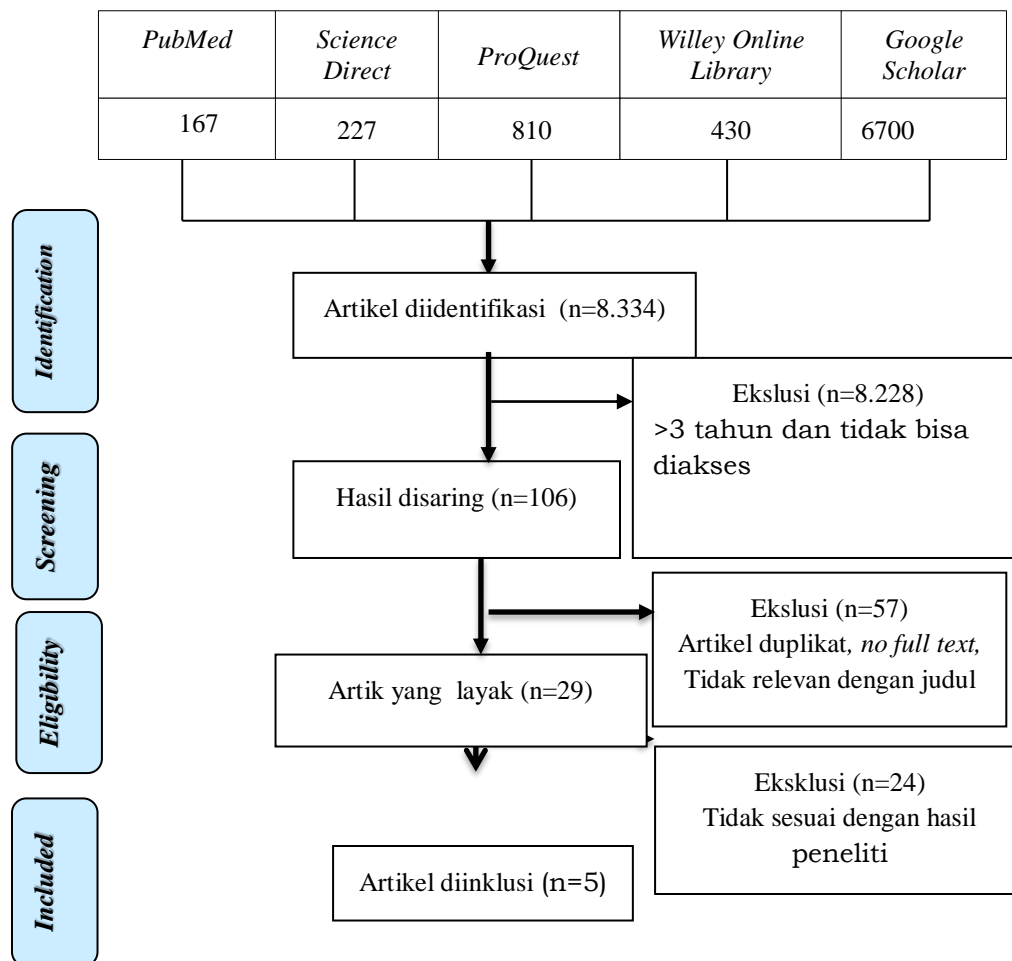 PubMed
Science
Direct
ProQuest
Willey Online
Library
Google
Scholar
167
227
810
430
6700
Identification
Artikel diidentifikasi (n=8.334)
Ekslusi (n=8.228)
>3 tahun dan tidak bisa
diakses
Screening
Hasil disaring (n=106)
Ekslusi (n=57)
Artikel duplikat, no full text,
Tidak relevan dengan judul
Eligibility
Artik yang layak (n=29)
Eksklusi (n=24)
Tidak sesuai dengan hasil
peneliti
Included
Artikel diinklusi (n=5)